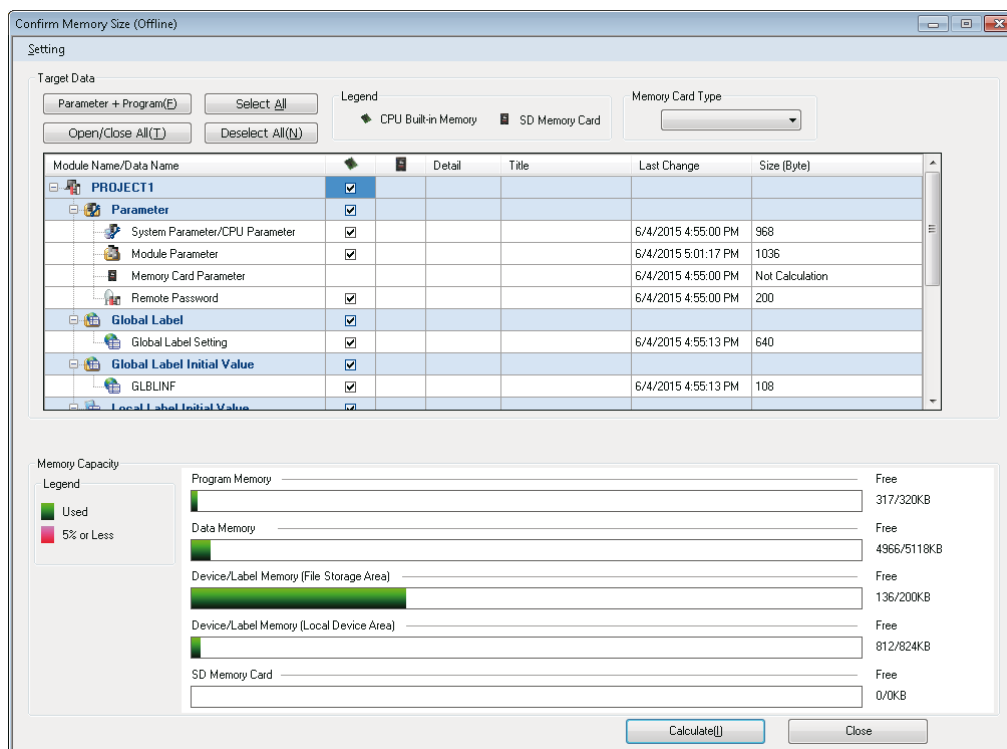 Confirm Memory Size (Offline)
Setting
Target Data
Parameter + Program(F) Select All
Open/Close All(T) Deselect All(N)
Legend
CPU Built-in Memory SD Memory Card
Memory Card Type
Module Name/Data Name Detail Title Last Change Size (Byte)
PROJECT1
Parameter
System Parameter/CPU Parameter 6/4/2015 4:55:00 PM 968
Module Parameter 6/4/2015 5:01:17 PM 1036
Memory Card Parameter 6/4/2015 4:55:00 PM Not Calculation
Remote Password 6/4/2015 4:55:00 PM 200
Global Label
Global Label Setting 6/4/2015 4:55:13 PM 640
Global Label Initial Value
GLBLINF 6/4/2015 4:55:13 PM 108
Local Label Initial Value
Memory Capacity
Legend
Used
5% or Less
Program Memory Free
317/320KB
Data Memory Free
4966/5118KB
Device/Label Memory (File Storage Area) Free
136/200KB
Device/Label Memory (Local Device Area) Free
812/824KB
SD Memory Card Free
0/0KB
Calculate(I) Close